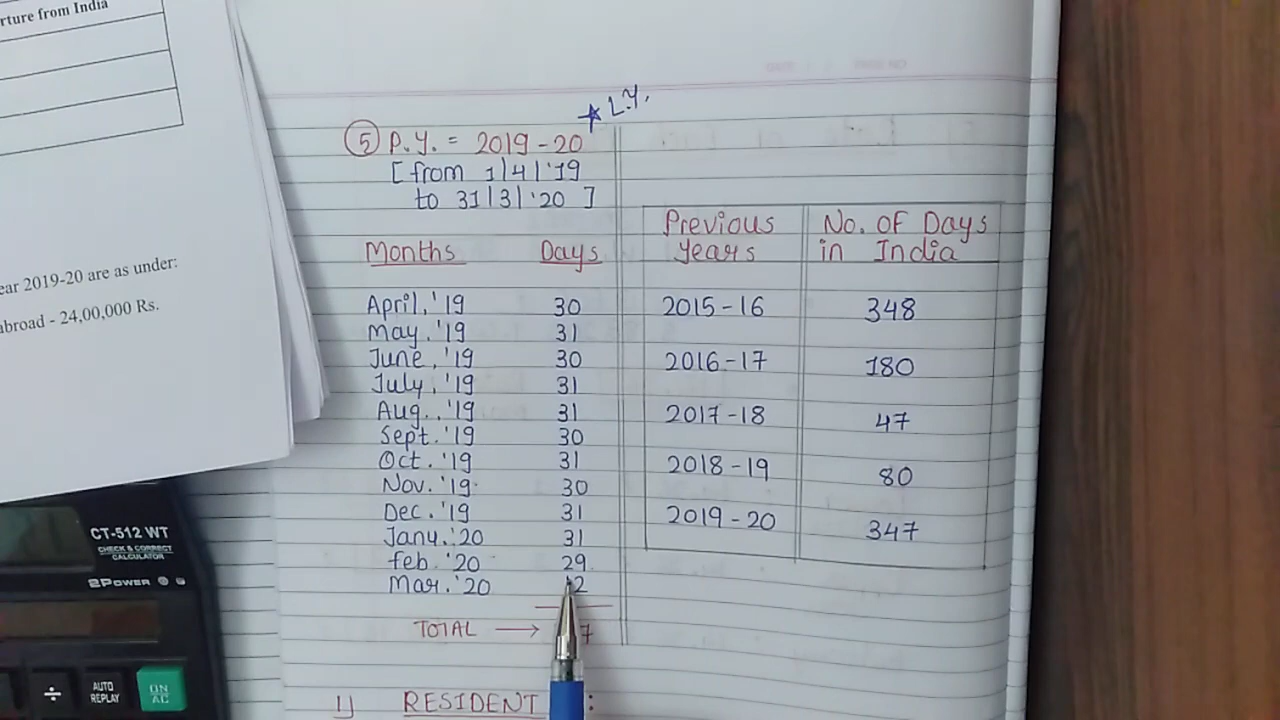 rture from India
ear 2019-20 are as under:
abroad - 24,00,000 Rs.
CT-512 WT
CHECK & CORRECT
CALCULATOR
2POWER
÷
AUTO REPLAY
ON AC
* L.Y.
5 P.Y. = 2019-20
[ from 1|4|'19
to 31|3|'20 ]
Months Days
April.'19 30
May.'19 31
June.'19 30
July.'19 31
Aug..'19 31
Sept.'19 30
Oct.'19 31
Nov.'19 30
Dec.'19 31
Janu.'20 31
feb.'20 29
Mar.'20 2
TOTAL → 7
Previous Years No. OF Days in India
2015-16 348
2016-17 180
2017-18 47
2018-19 80
2019-20 347
1) RESIDENT :